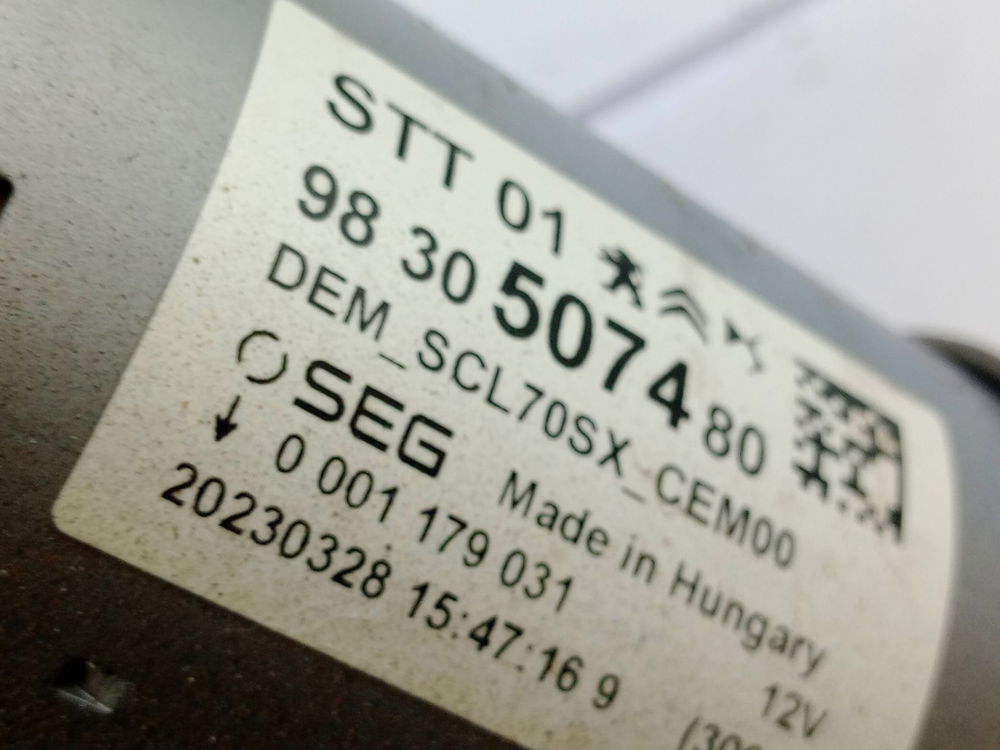 STT 01
98 30 5074 80
DEM_SCL70SX_CEM00
SEG Made in Hungary
0 001 179 031 12V
20230328 15:47:16 9